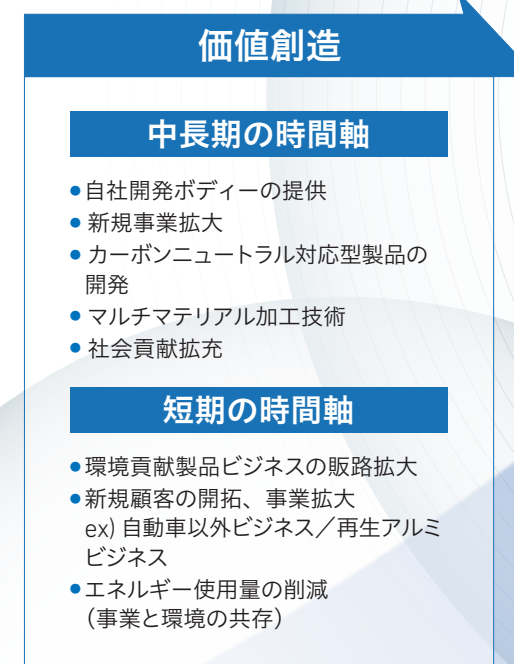 価値創造
中長期の時間軸
●自社開発ボディーの提供
●新規事業拡大
●カーボンニュートラル対応型製品の
開発
●マルチマテリアル加工技術
●社会貢献拡充
短期の時間軸
●環境貢献製品ビジネスの販路拡大
●新規顧客の開拓、事業拡大
ex) 自動車以外ビジネス／再生アルミ
ビジネス
●エネルギー使用量の削減
（事業と環境の共存）